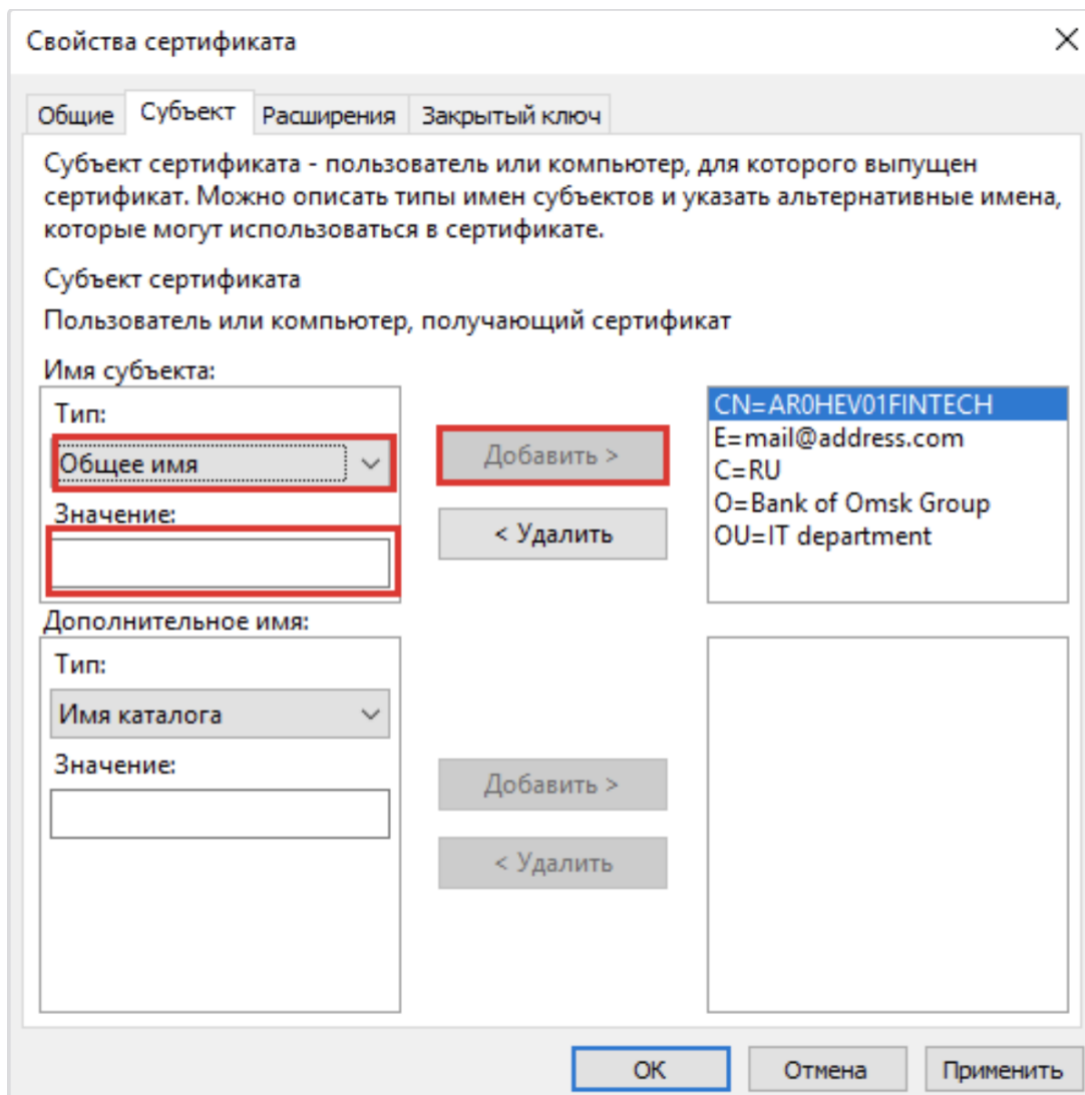 Свойства сертификата
Общие
Субъект
Расширения
Закрытый ключ
Субъект сертификата - пользователь или компьютер, для которого выпущен
сертификат. Можно описать типы имен субъектов и указать альтернативные имена,
которые могут использоваться в сертификате.
Субъект сертификата
Пользователь или компьютер, получающий сертификат
Имя субъекта:
Тип:
Общее имя
Значение:
Добавить >
< Удалить
CN=AR0HEV01FINTECH
E=mail@address.com
C=RU
O=Bank of Omsk Group
OU=IT department
Дополнительное имя:
Тип:
Имя каталога
Значение:
Добавить >
< Удалить
ОК
Отмена
Применить